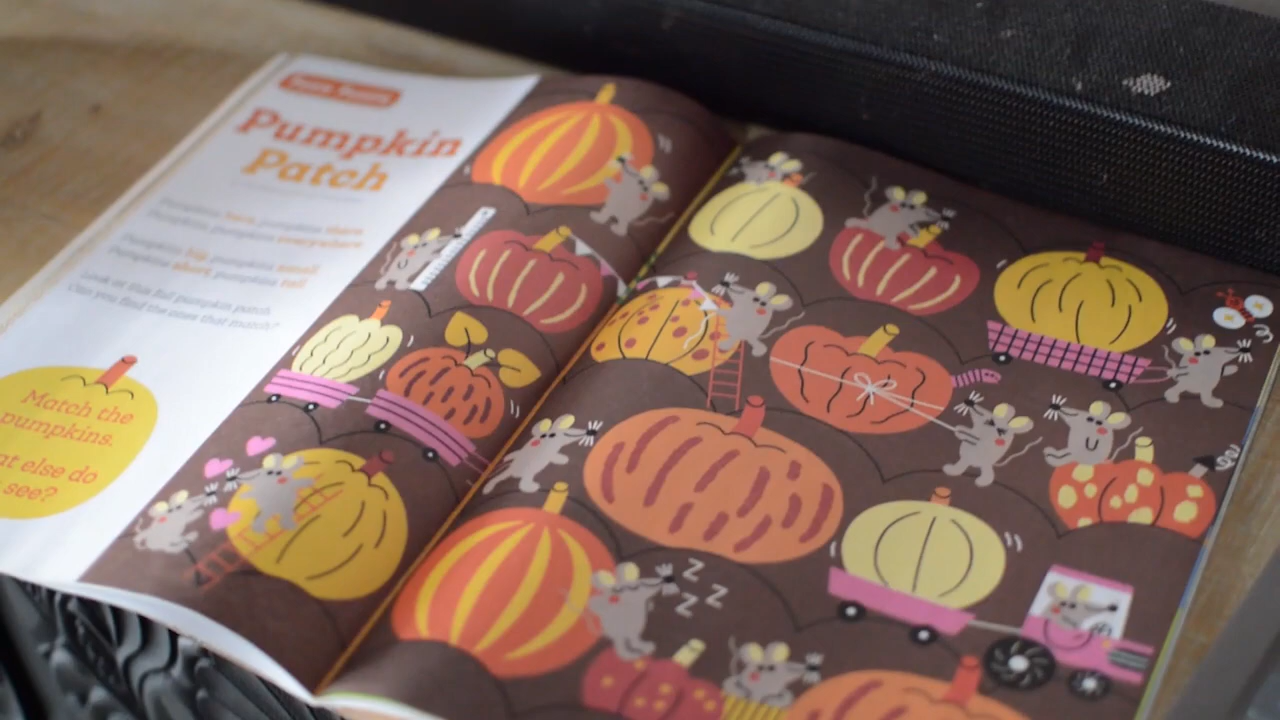 Pumpkin
Patch
Pumpkins here, pumpkins there
Pumpkins, pumpkins everywhere
Pumpkins big, pumpkins small
Pumpkins short, pumpkins tall
Look at this fall pumpkin patch
Can you find the ones that match?
Match the
pumpkins.
at else do
see?
Z
Z Z
Z